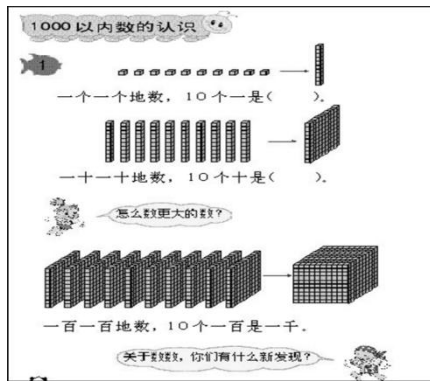 1000以内数的认识
1
一个一个地数，10个一是(　　)。
一十一十地数，10个十是(　　)。
怎么数更大的数？
一百一百地数，10个一百是一千.
关于数数，你们有什么新发现？